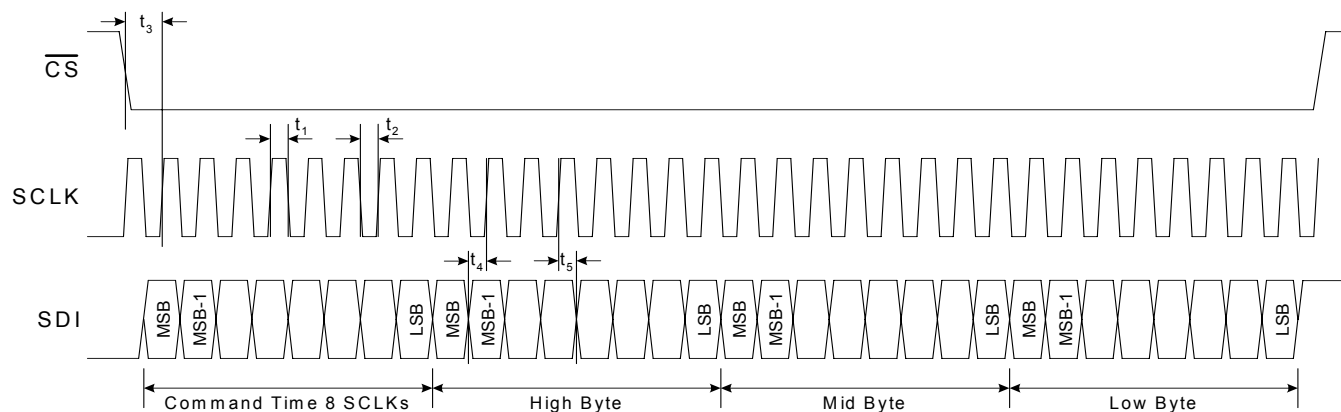 t3
CS
t1
t2
SCLK
t4
t5
SDI
MSB
MSB-1
LSB
MSB
MSB-1
LSB
MSB
MSB-1
LSB
MSB
MSB-1
LSB
Command Time 8 SCLKs
High Byte
Mid Byte
Low Byte